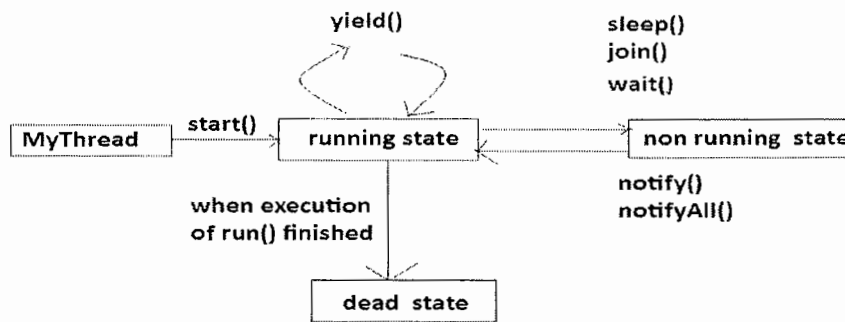 yield()
sleep()
join()
wait()
MyThread
start()
running state
non running state
notify()
notifyAll()
when execution
of run() finished
dead state